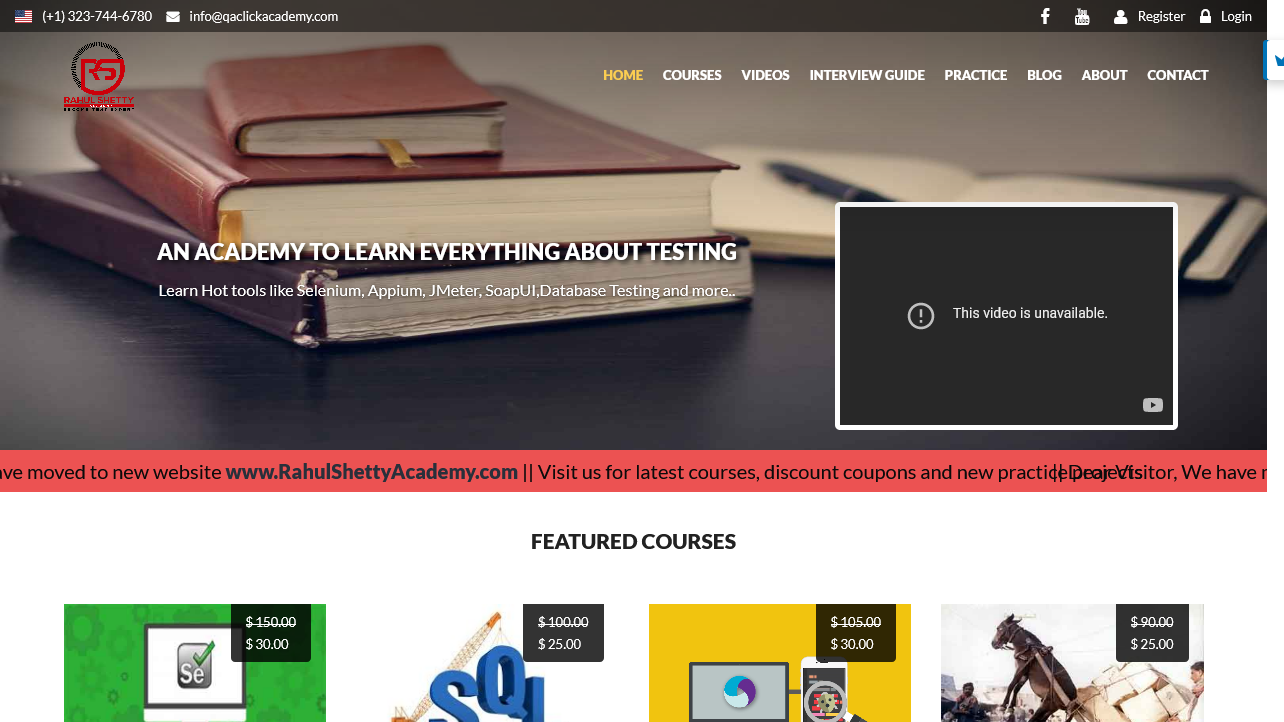 (+1) 323-744-6780 info@qaclickacademy.com Register Login
RAHUL SHETTY
HOME COURSES VIDEOS INTERVIEW GUIDE PRACTICE BLOG ABOUT CONTACT
AN ACADEMY TO LEARN EVERYTHING ABOUT TESTING
Learn Hot tools like Selenium, Appium, JMeter, SoapUI,Database Testing and more..
This video is unavailable.
ave moved to new website www.RahulShettyAcademy.com || Visit us for latest courses, discount coupons and new practice Projects
|| Dear Visitor, We have
FEATURED COURSES
$ 150.00
$ 30.00
Se
$ 100.00
$ 25.00
SQL
$ 105.00
$ 30.00
$ 90.00
$ 25.00